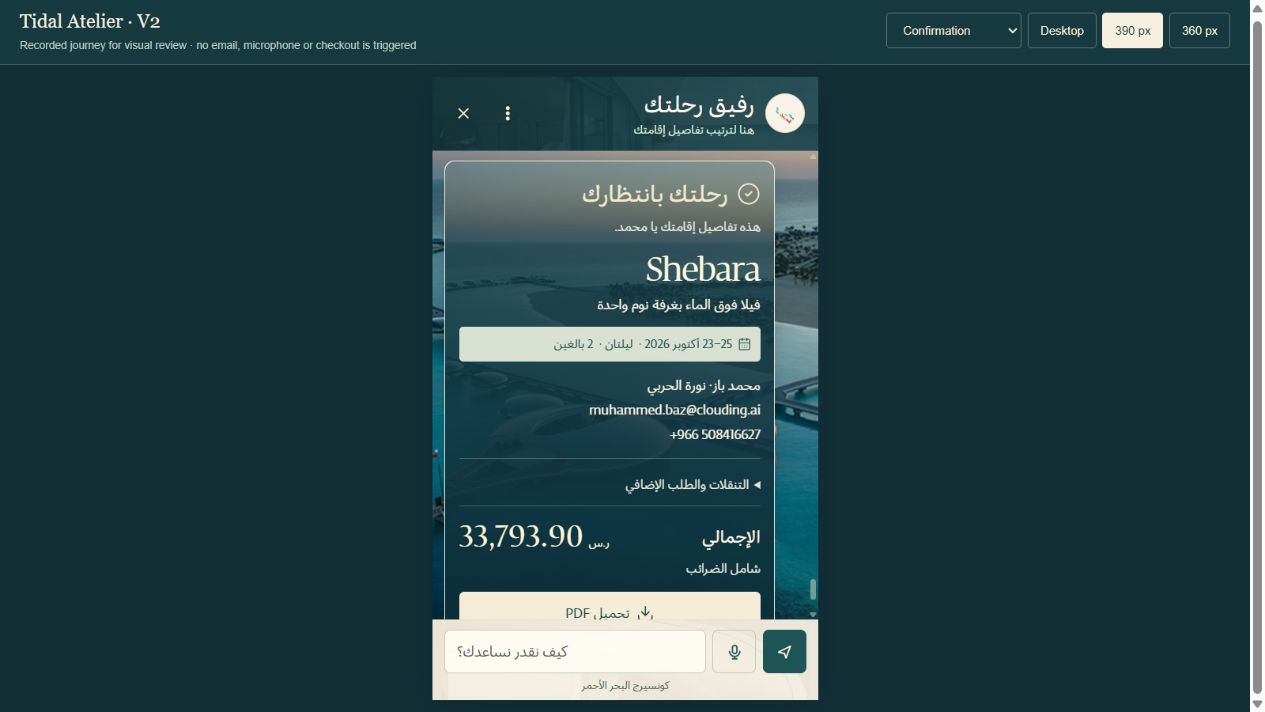 Tidal Atelier · V2
Recorded journey for visual review · no email, microphone or checkout is triggered
Confirmation
Desktop
390 px
360 px
رفيق رحلتك
هنا لترتيب تفاصيل إقامتك
رحلتك بانتظارك
هذه تفاصيل إقامتك يا محمد.
Shebara
فيلا فوق الماء بغرفة نوم واحدة
23–25 أكتوبر 2026 · ليلتان · 2 بالغين
محمد باز· نورة الحربي
muhammed.baz@clouding.ai
+966 508416627
التنقلات والطلب الإضافي
الإجمالي
33,793.90 ر.س
شامل الضرائب
تحميل PDF
كيف نقدر نساعدك؟
كونسيرج البحر الأحمر